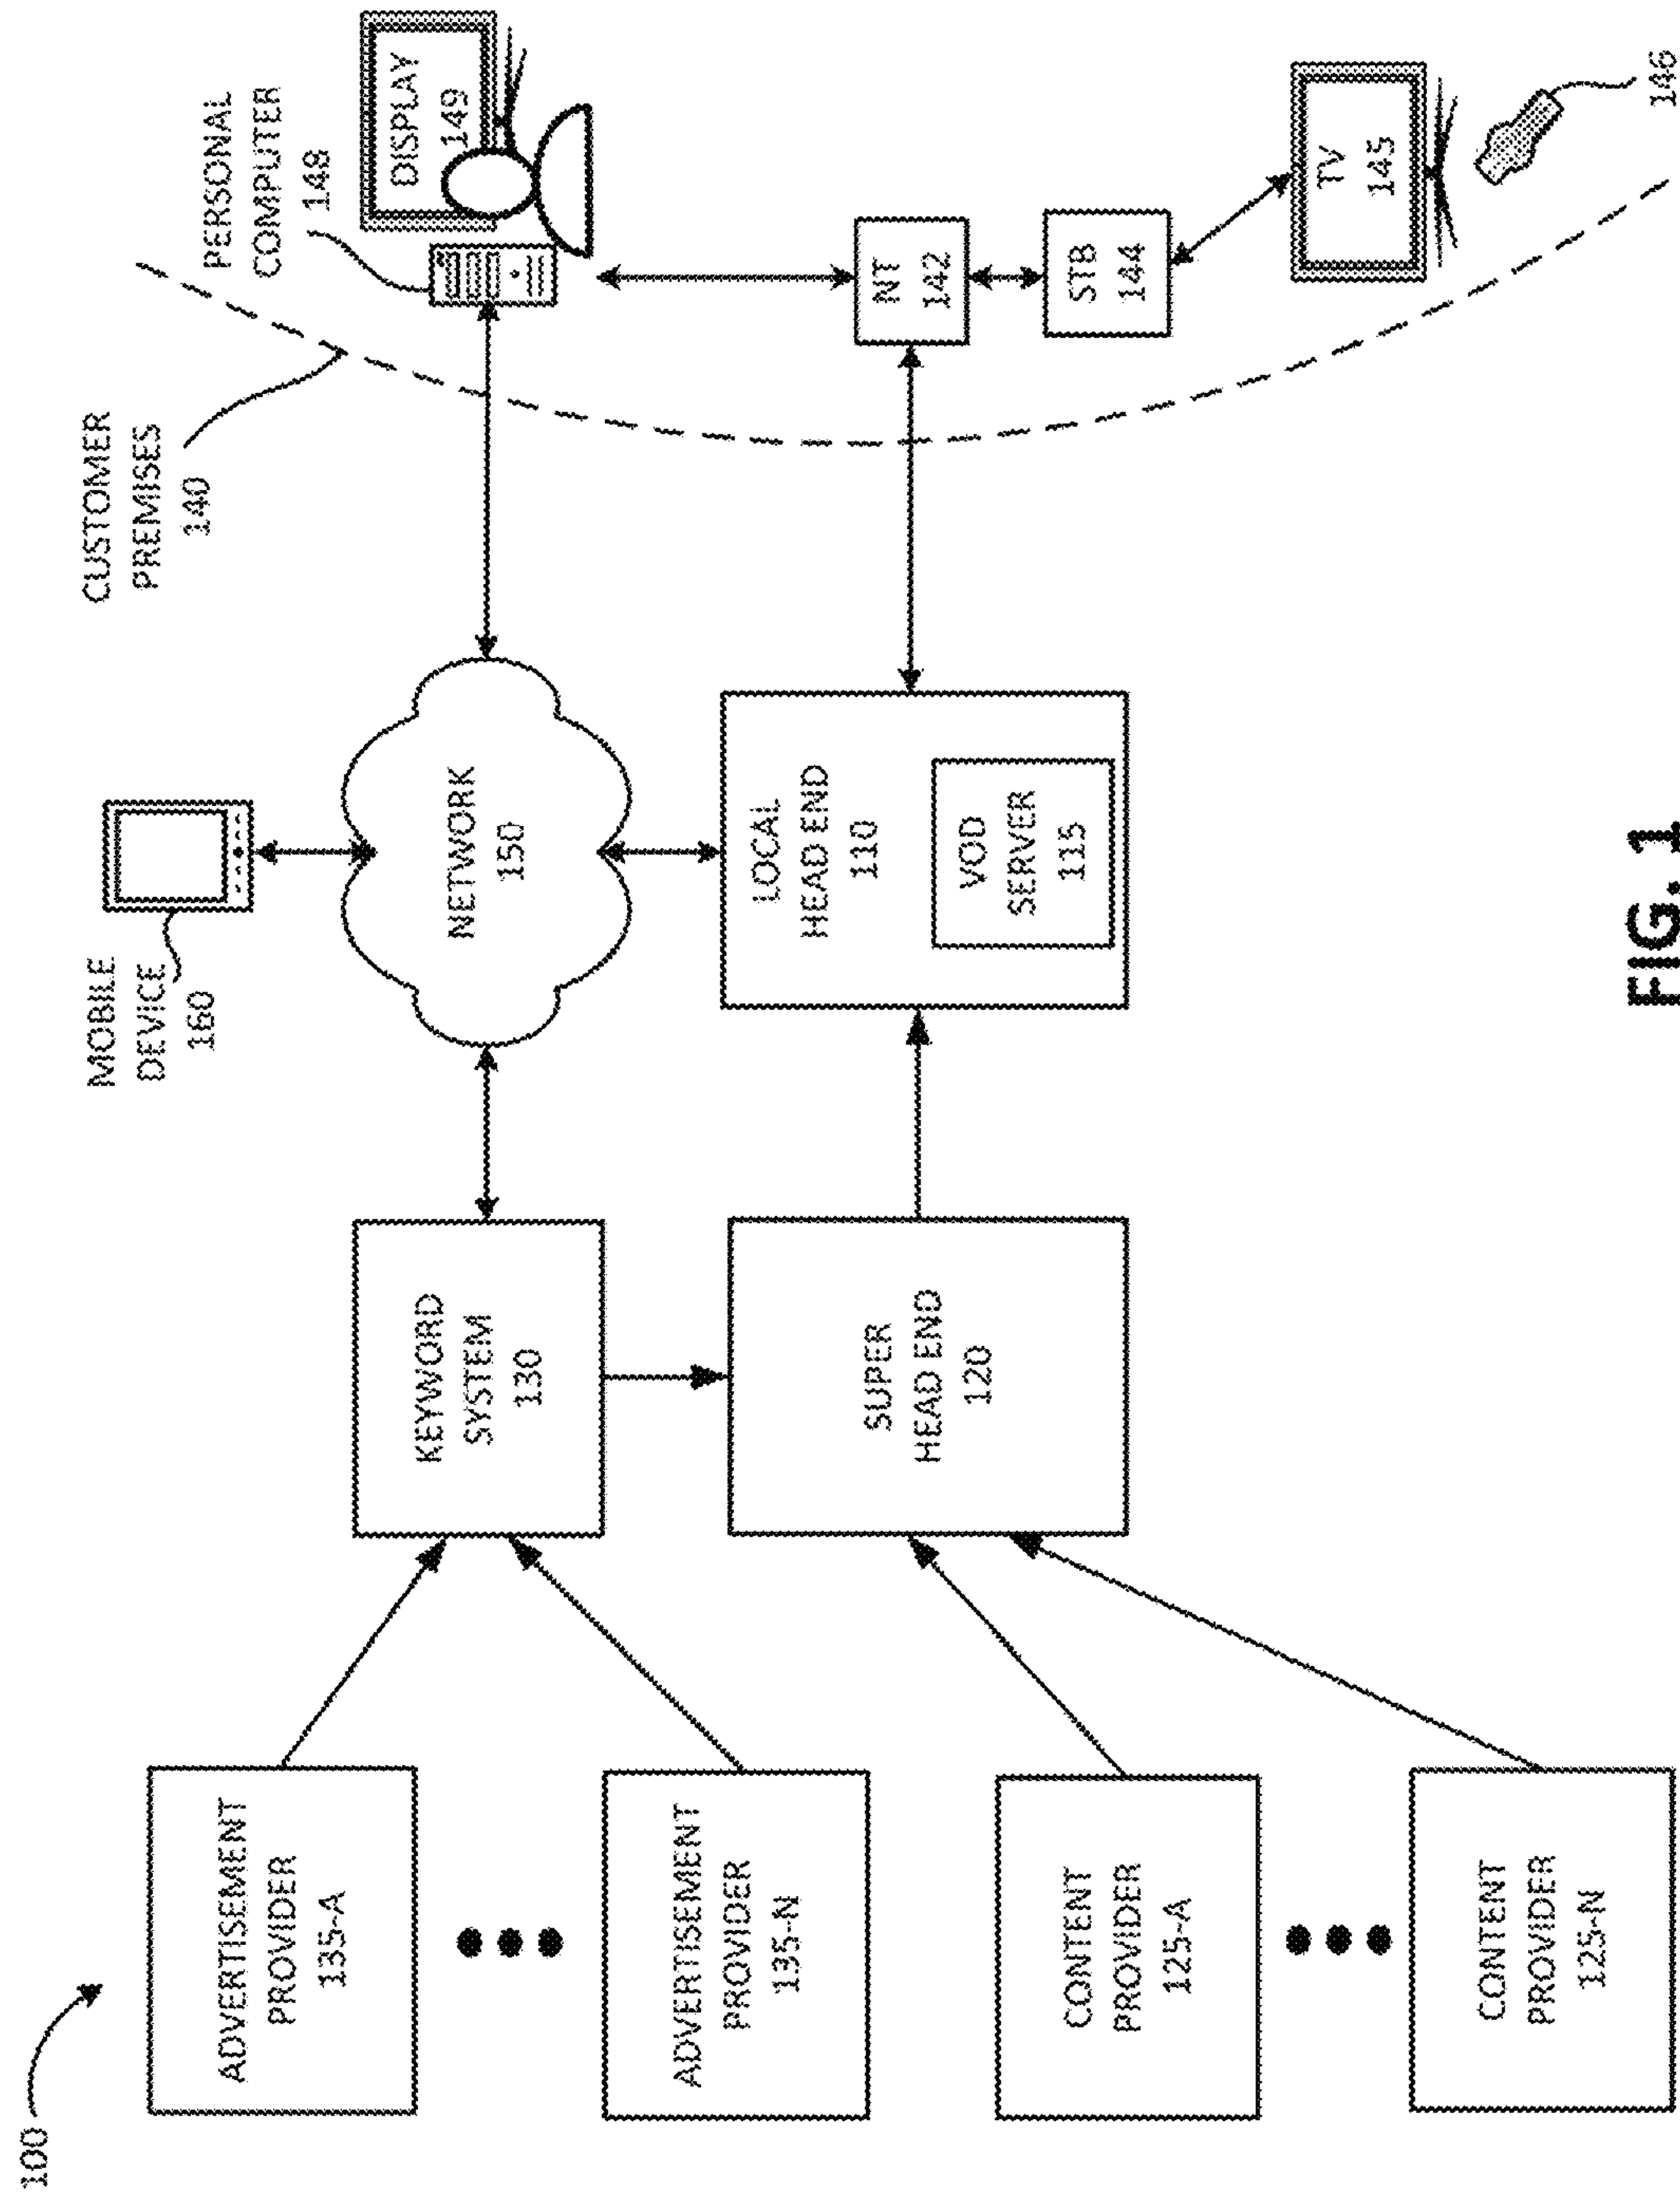 100
ADVERTISEMENT
PROVIDER
135-A
ADVERTISEMENT
PROVIDER
135-N
CONTENT
PROVIDER
125-A
CONTENT
PROVIDER
125-N
KEYWORD
SYSTEM
130
SUPER
HEAD END
120
MOBILE
DEVICE
160
NETWORK
150
LOCAL
HEAD END
110
VOD
SERVER
115
CUSTOMER
PREMISES
140
PERSONAL
COMPUTER
148
DISPLAY
149
NT
142
STB
144
TV
145
146
FIG. 1